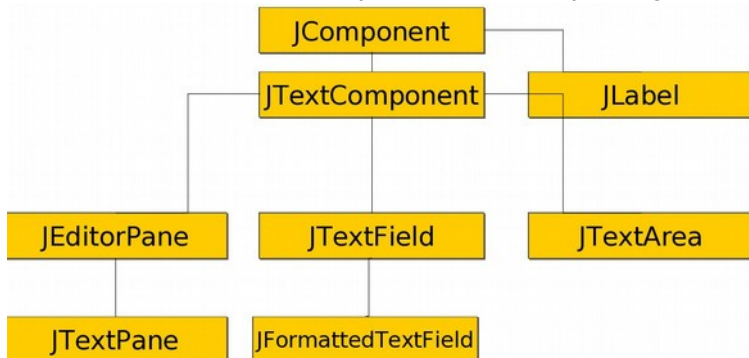 JComponent
JTextComponent
JLabel
JEditorPane
JTextField
JTextArea
JTextPane
JFormattedTextField